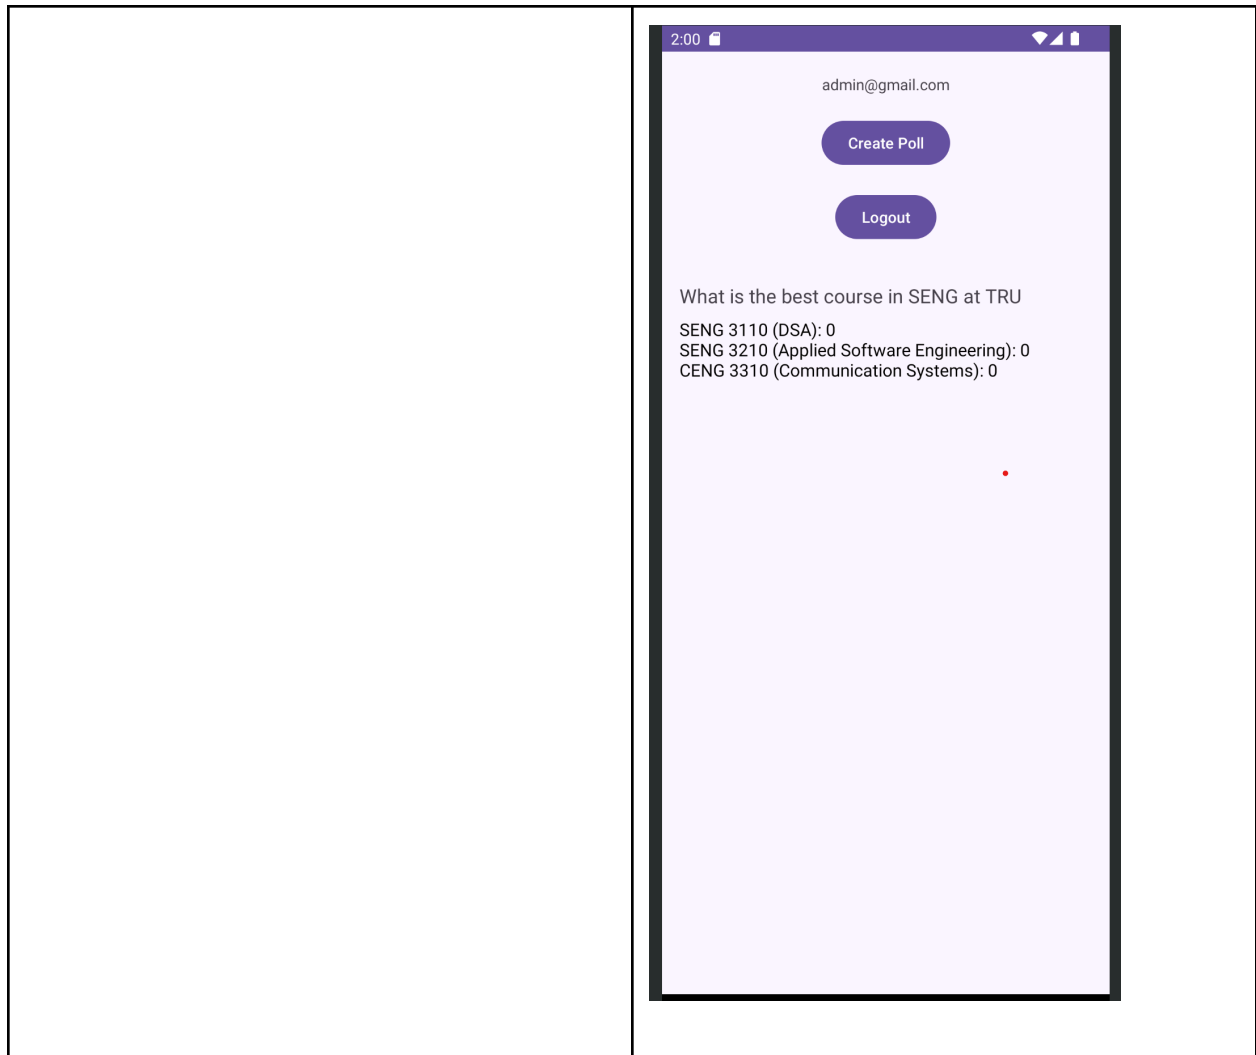 2:00
admin@gmail.com
Create Poll
Logout
What is the best course in SENG at TRU
SENG 3110 (DSA): 0
SENG 3210 (Applied Software Engineering): 0
CENG 3310 (Communication Systems): 0